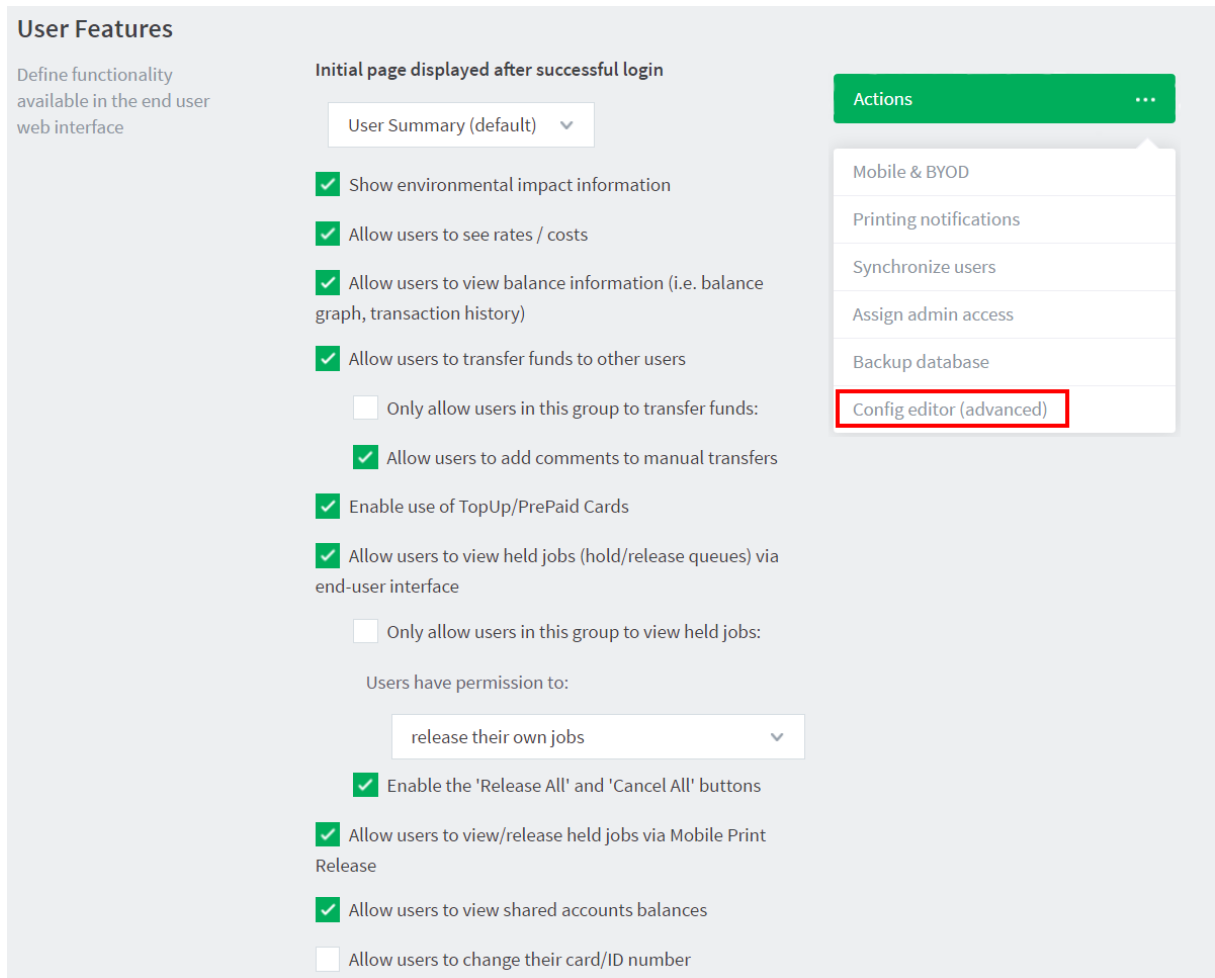 User Features
Define functionality
available in the end user
web interface
Initial page displayed after successful login
User Summary (default)
Show environmental impact information
Allow users to see rates / costs
Allow users to view balance information (i.e. balance
graph, transaction history)
Allow users to transfer funds to other users
Only allow users in this group to transfer funds:
Allow users to add comments to manual transfers
Enable use of TopUp/PrePaid Cards
Allow users to view held jobs (hold/release queues) via
end-user interface
Only allow users in this group to view held jobs:
Users have permission to:
release their own jobs
Enable the 'Release All' and 'Cancel All' buttons
Allow users to view/release held jobs via Mobile Print
Release
Allow users to view shared accounts balances
Allow users to change their card/ID number
Actions
Mobile & BYOD
Printing notifications
Synchronize users
Assign admin access
Backup database
Config editor (advanced)